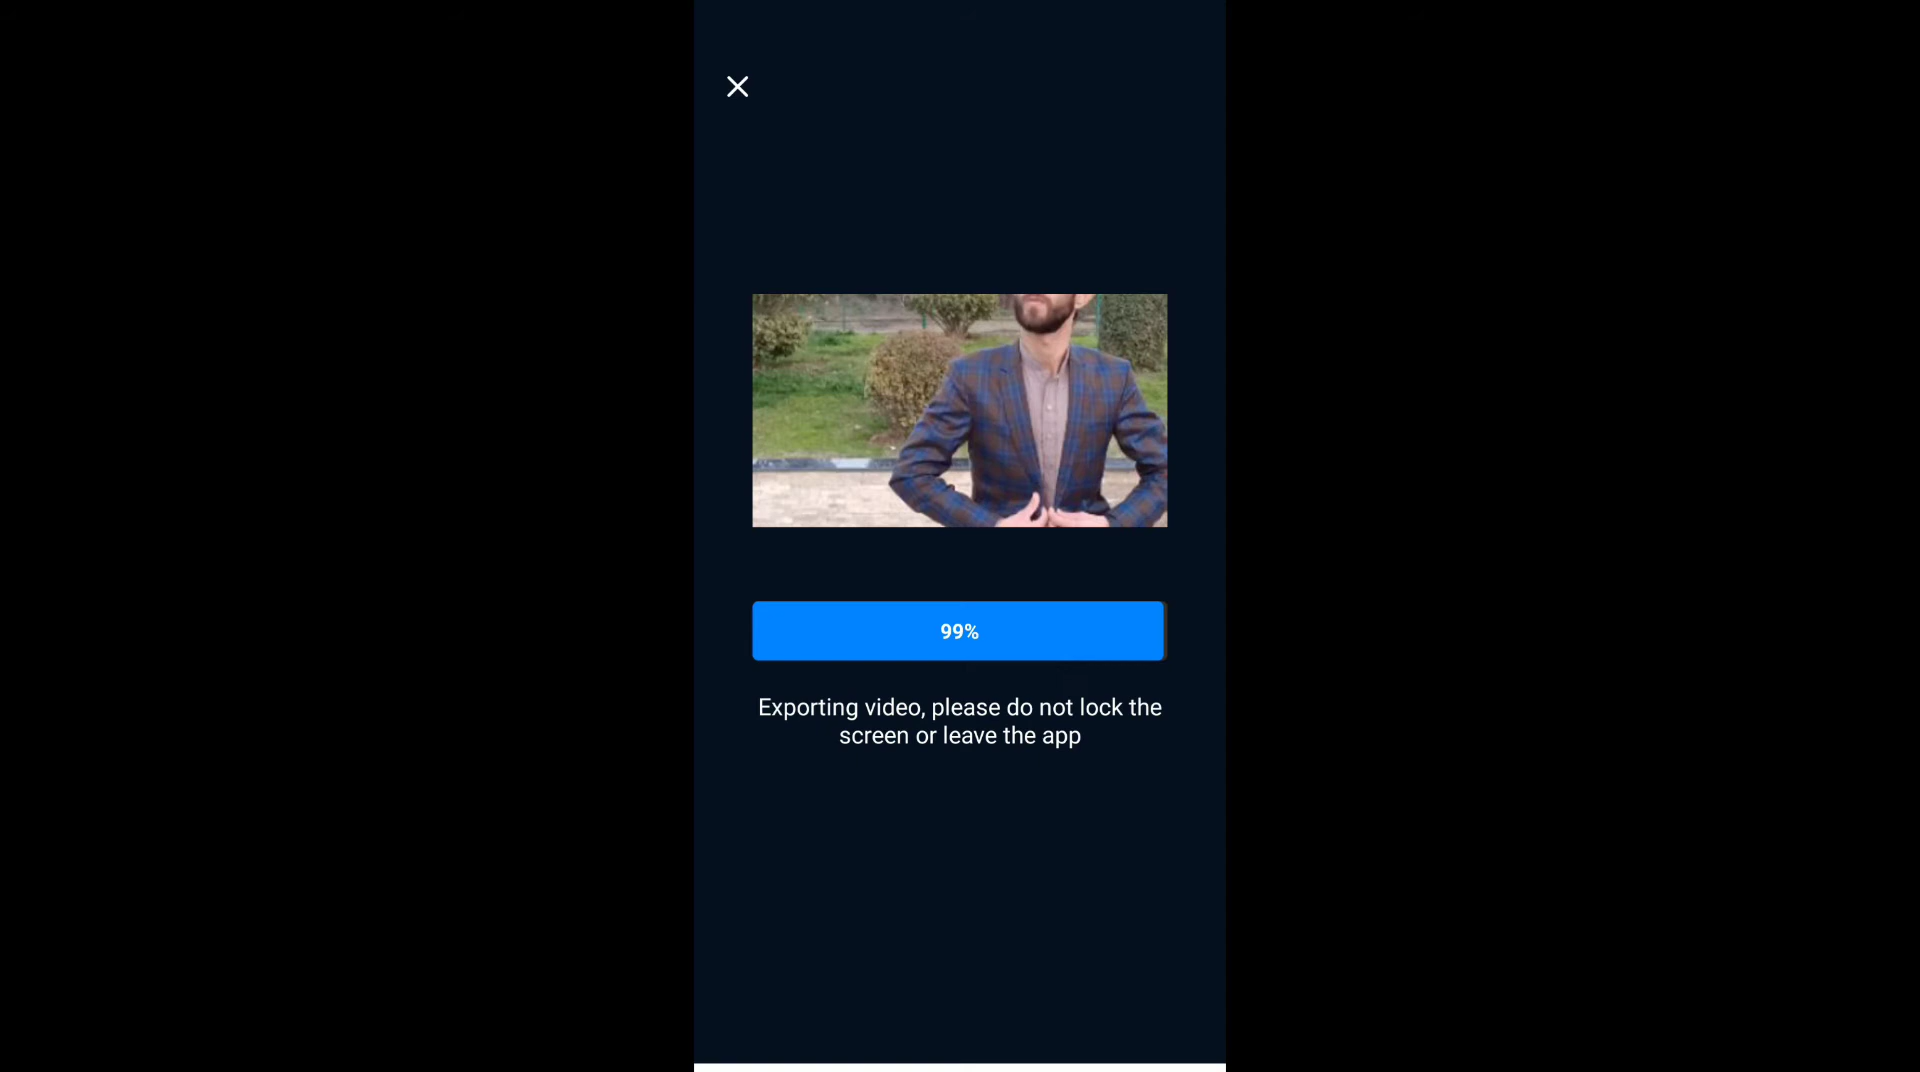 99%
Exporting video, please do not lock the
screen or leave the app